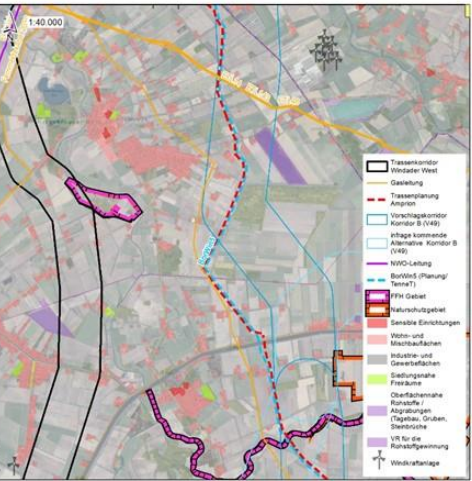 1:40.000
BorWin5
Trassenkorridor
Windader West
Gasleitung
Trassenplanung
Amprion
Vorschlagskorridor
Korridor B (V49)
infrage kommende
Alternative Korridor B
(V49)
NWO-Leitung
BorWin5 (Planung/
TenneT)
FFH Gebiet
Naturschutzgebiet
Sensible Einrichtungen
Wohn- und
Mischbauflächen
Industrie- und
Gewerbeflächen
Siedlungsnahe
Freiräume
Oberflächennahe
Rohstoffe /
Abgrabungen
(Tagebau, Gruben,
Steinbrüche
VR für die
Rohstoffgewinnung
Windkraftanlage